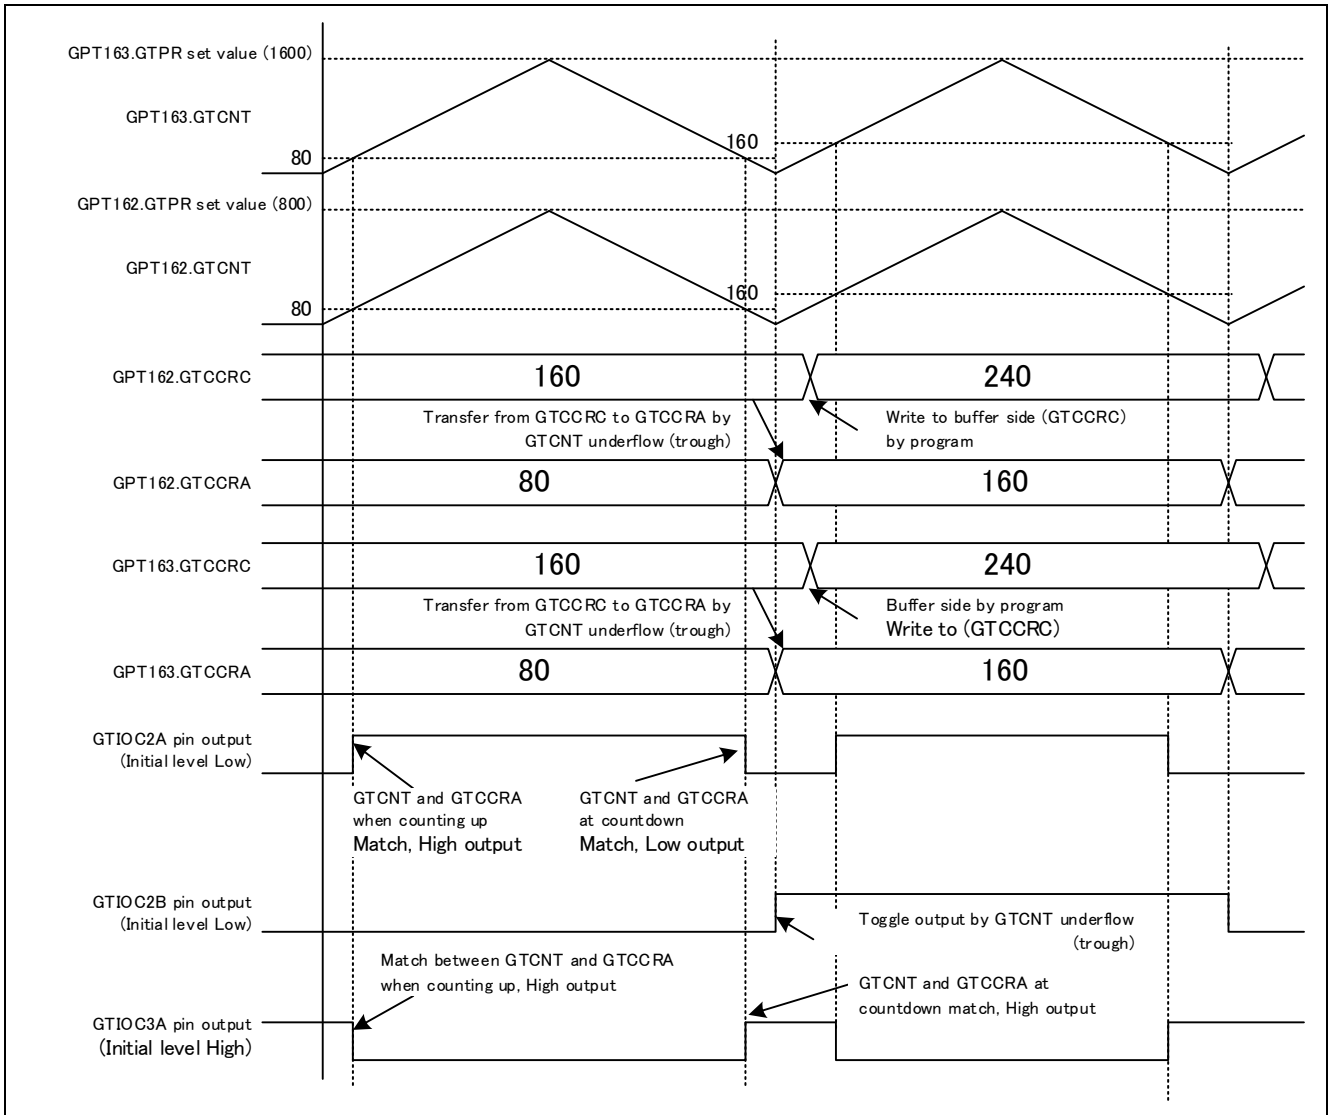 GPT163.GTPR set value (1600)
GPT163.GTCNT
160
80
GPT162.GTPR set value (800)
GPT162.GTCNT
160
80
GPT162.GTCCRC
160
240
Transfer from GTCCRC to GTCCRA by
GTCNT underflow (trough)
Write to buffer side (GTCCRC)
by program
GPT162.GTCCRA
80
160
GPT163.GTCCRC
160
240
Transfer from GTCCRC to GTCCRA by
GTCNT underflow (trough)
Buffer side by program
Write to (GTCCRC)
GPT163.GTCCRA
80
160
GTIOC2A pin output
(Initial level Low)
GTCNT and GTCCRA
when counting up
Match, High output
GTCNT and GTCCRA
at countdown
Match, Low output
GTIOC2B pin output
(Initial level Low)
Toggle output by GTCNT underflow
(trough)
Match between GTCNT and GTCCRA
when counting up, High output
GTCNT and GTCCRA at
countdown match, High output
GTIOC3A pin output
(Initial level High)